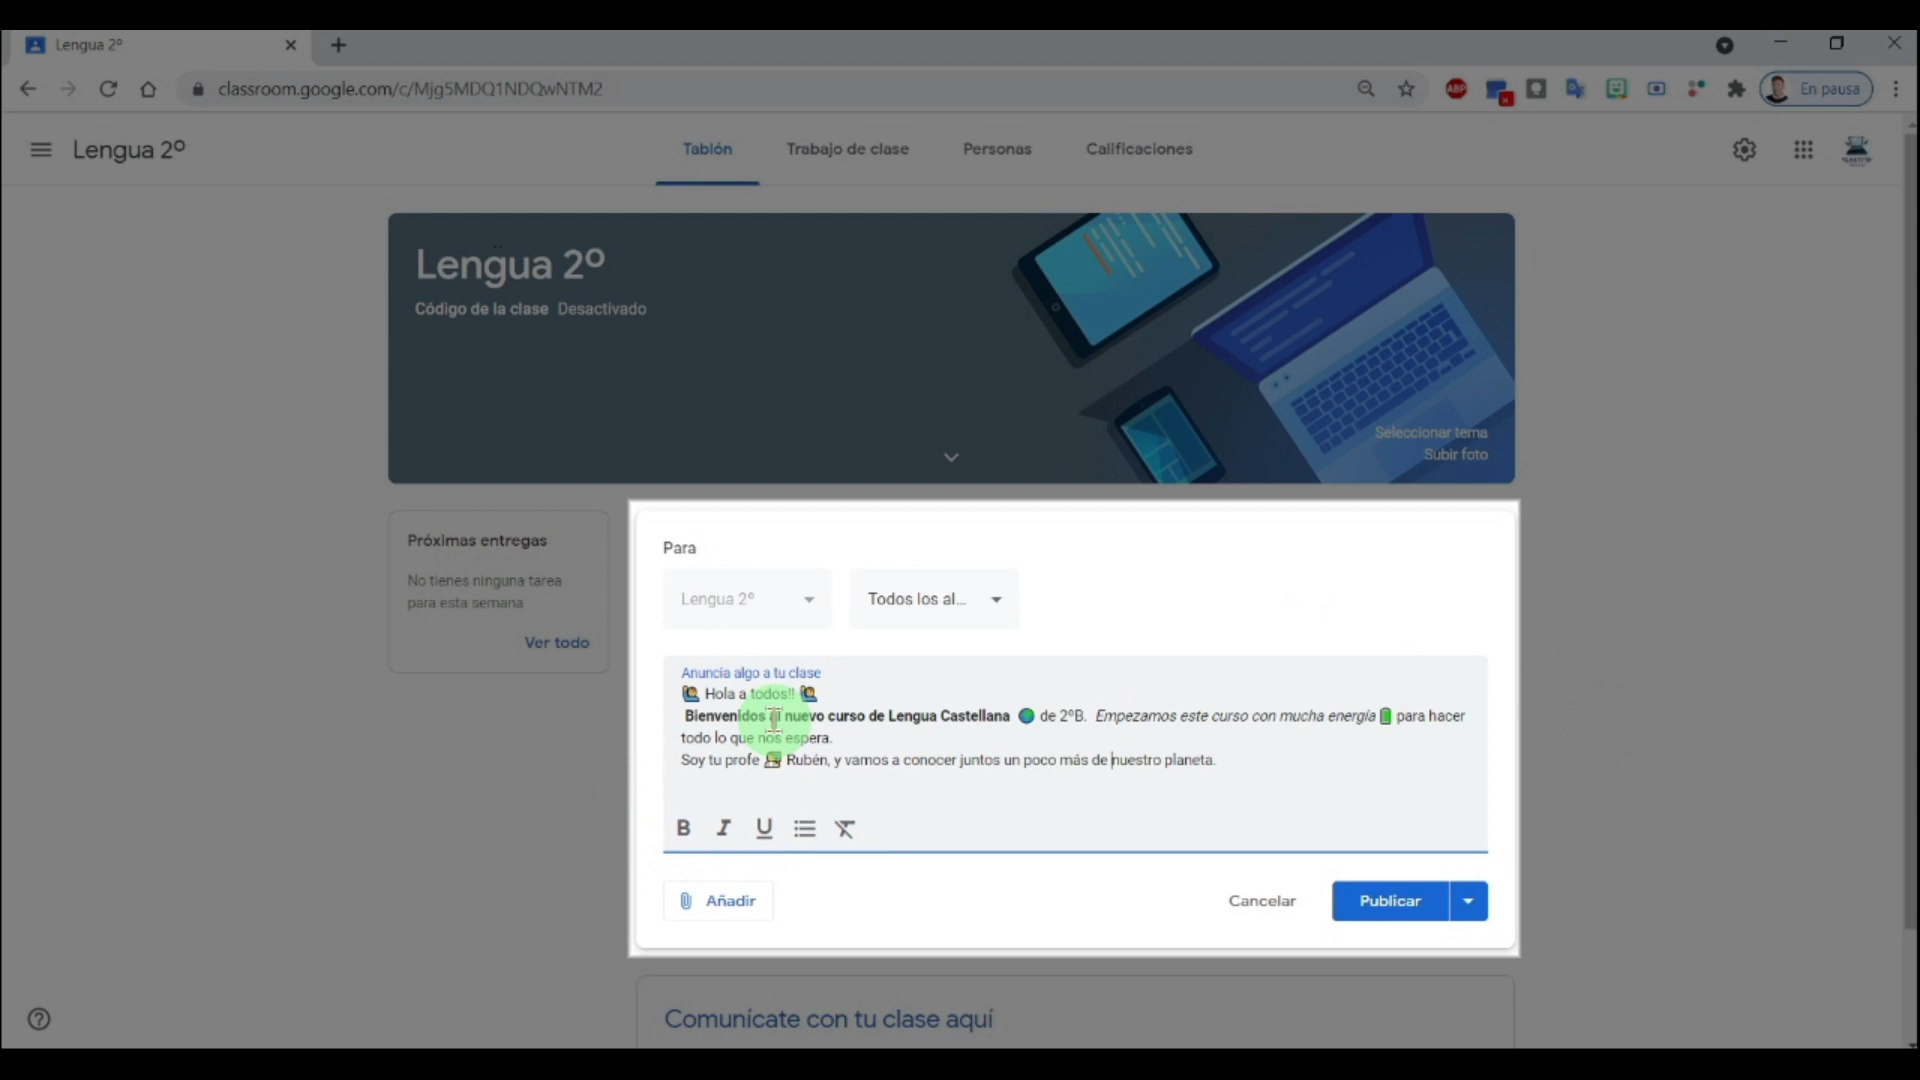 Lengua 2º
classroom.google.com/c/Mjg5MDQ1NDQwNTM2
ABP
En pausa
Lengua 2º
Tablón
Trabajo de clase
Personas
Calificaciones
Lengua 2º
Código de la clase Desactivado
Seleccionar tema
Subir foto
Próximas entregas
No tienes ninguna tarea
para esta semana
Ver todo
Para
Lengua 2º
Todos los al...
Anuncia algo a tu clase
🙋 Hola a todos!! 🙋
Bienvenidos al nuevo curso de Lengua Castellana 🌍 de 2ºB. Empezamos este curso con mucha energía 🔋 para hacer
todo lo que nos espera.
Soy tu profe 👨‍🏫 Rubén, y vamos a conocer juntos un poco más de nuestro planeta.
B I U
Añadir
Cancelar
Publicar
Comunícate con tu clase aquí